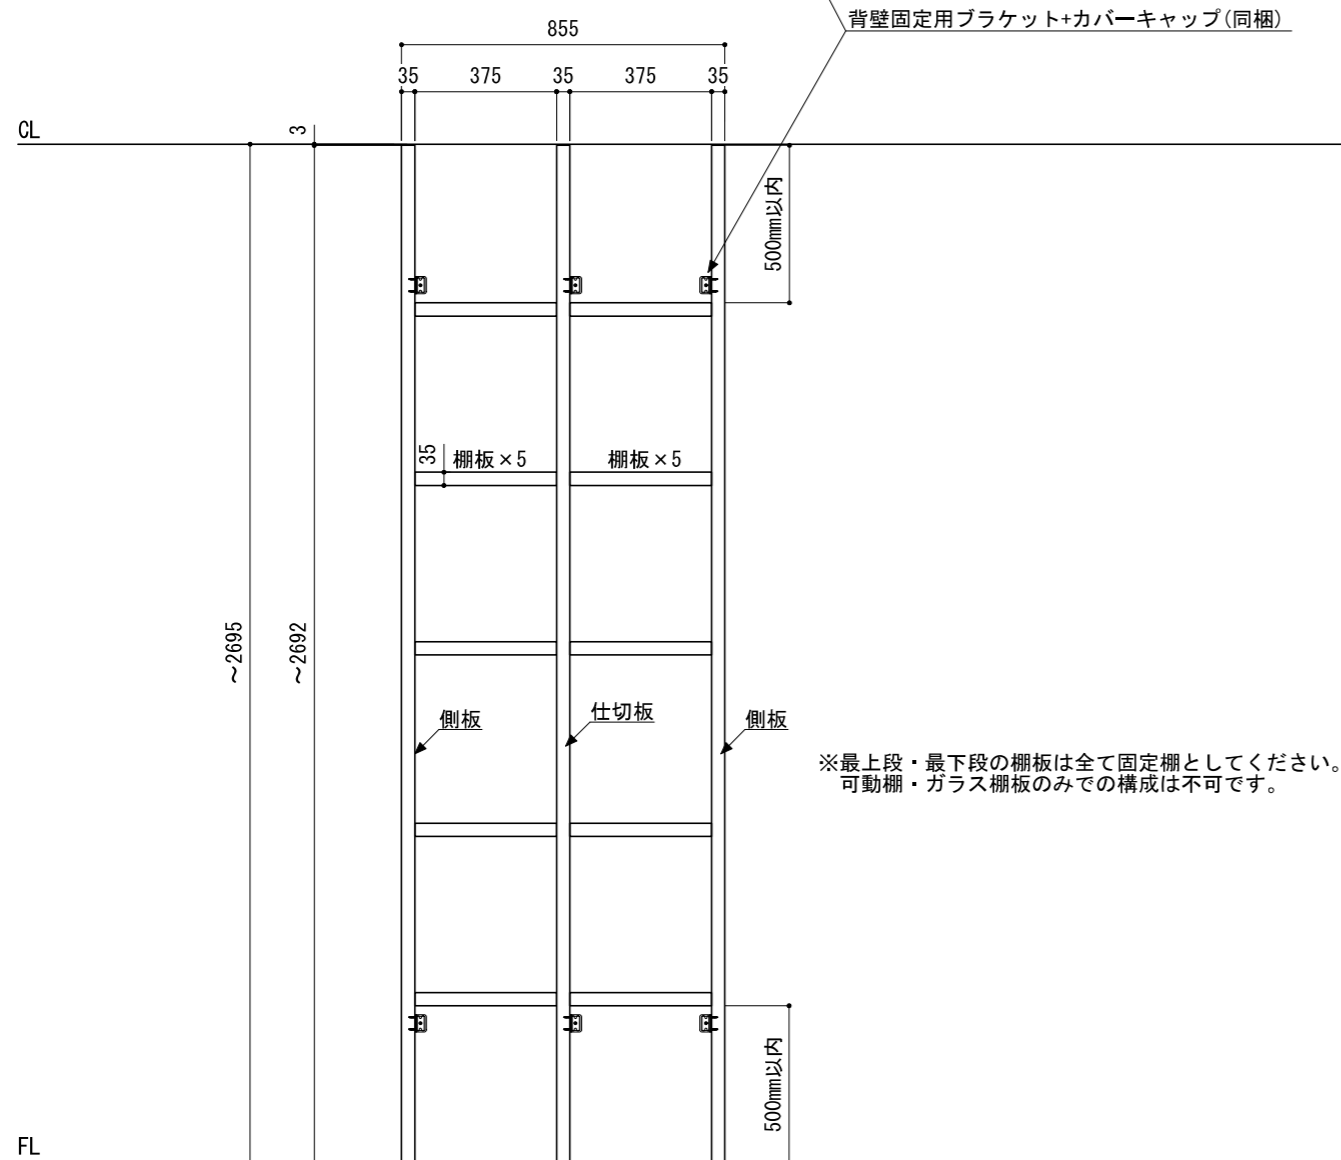 背壁固定用ブラケット+カバーキャップ(同梱)
855
35 375 35 375 35
CL
3
500mm以内
35
棚板×5 棚板×5
~2695
~2692
側板
仕切板
側板
※最上段・最下段の棚板は全て固定棚としてください。
可動棚・ガラス棚板のみでの構成は不可です。
500mm以内
FL